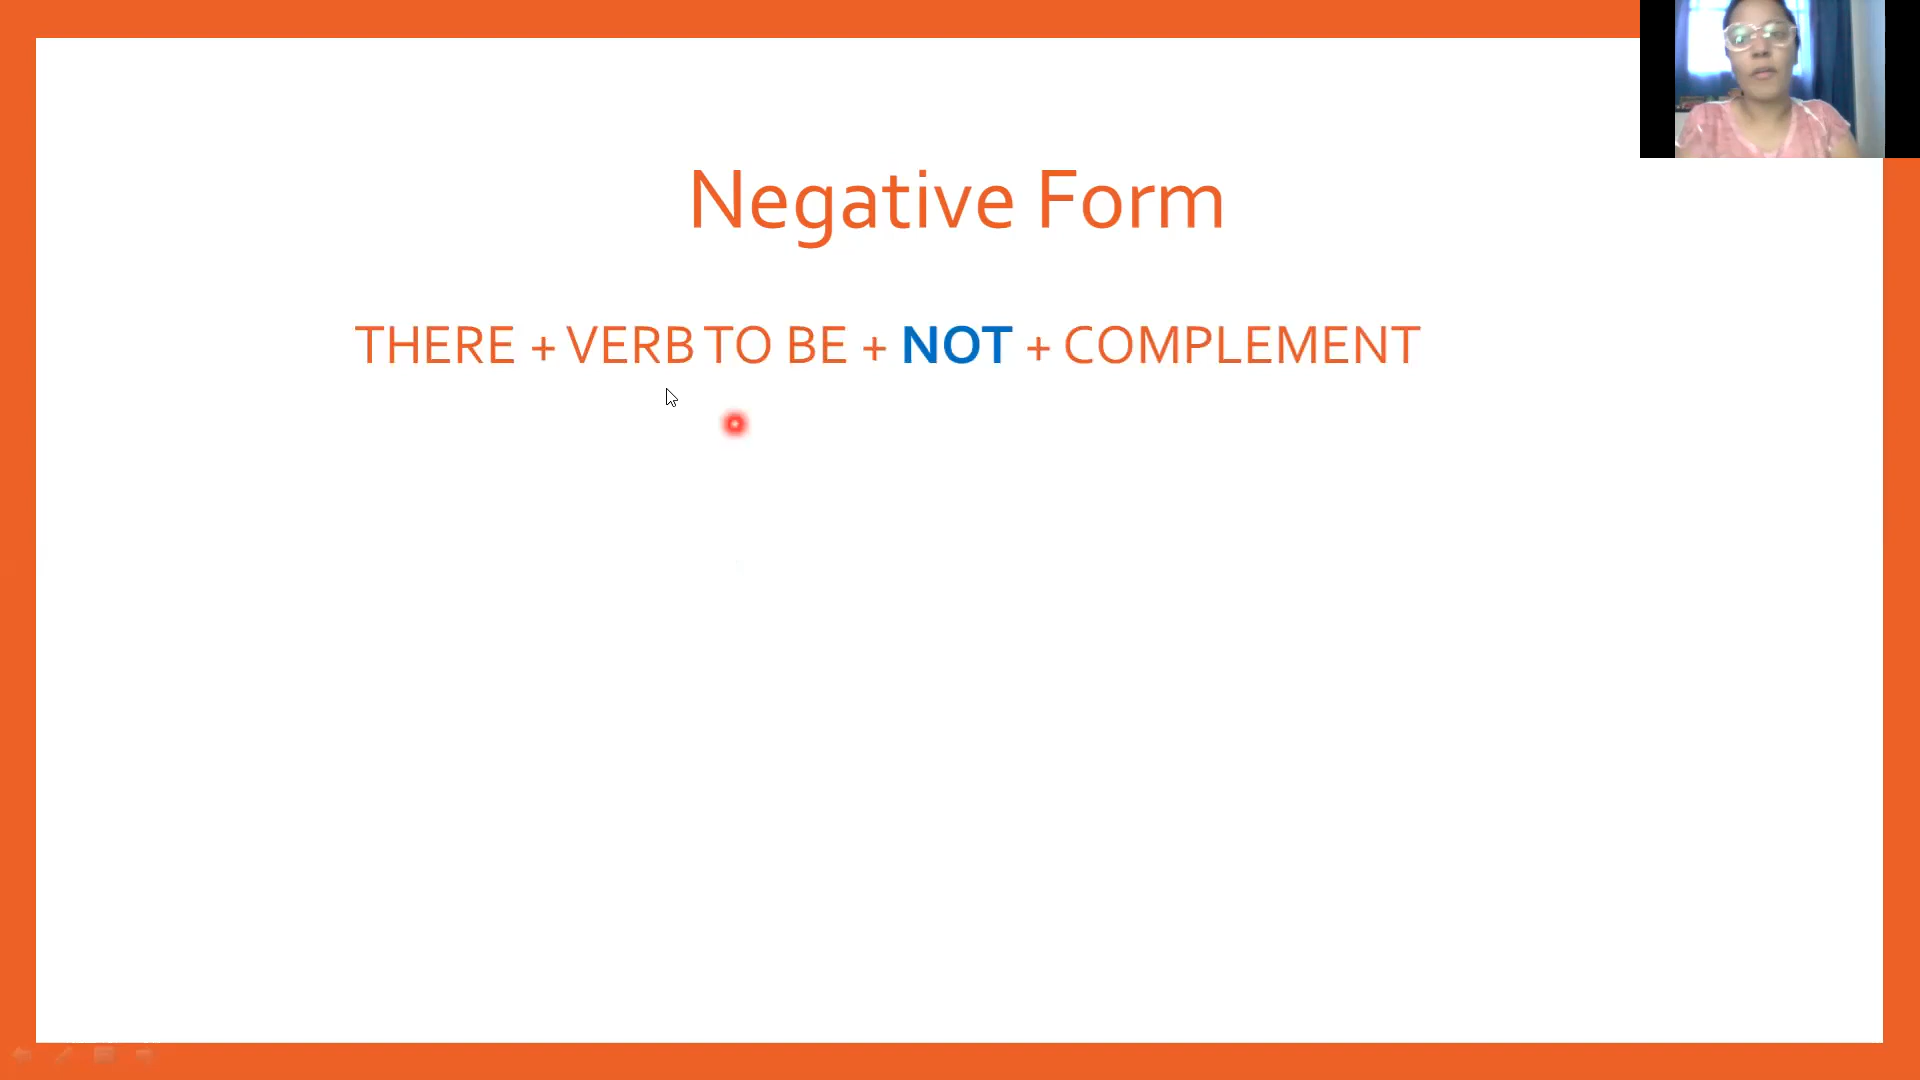 Negative Form
THERE + VERB TO BE + NOT + COMPLEMENT